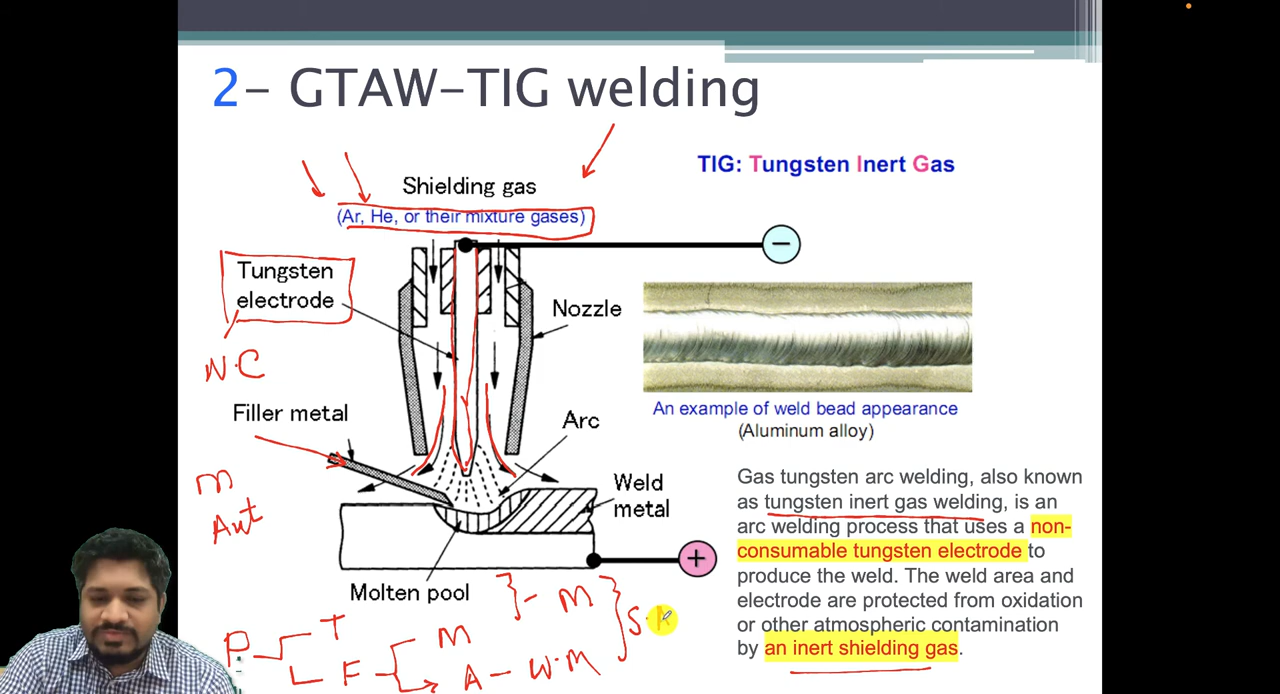 2- GTAW-TIG welding
TIG: Tungsten Inert Gas
Shielding gas
(Ar, He, or their mixture gases)
−
Tungsten
electrode
Nozzle
N.C
Filler metal
Arc
An example of weld bead appearance
(Aluminum alloy)
M
Aut
Weld
metal
Gas tungsten arc welding, also known
as tungsten inert gas welding, is an
arc welding process that uses a non-
consumable tungsten electrode to
produce the weld. The weld area and
electrode are protected from oxidation
or other atmospheric contamination
by an inert shielding gas.
+
Molten pool
P T - M
F M
A - W.M
S.